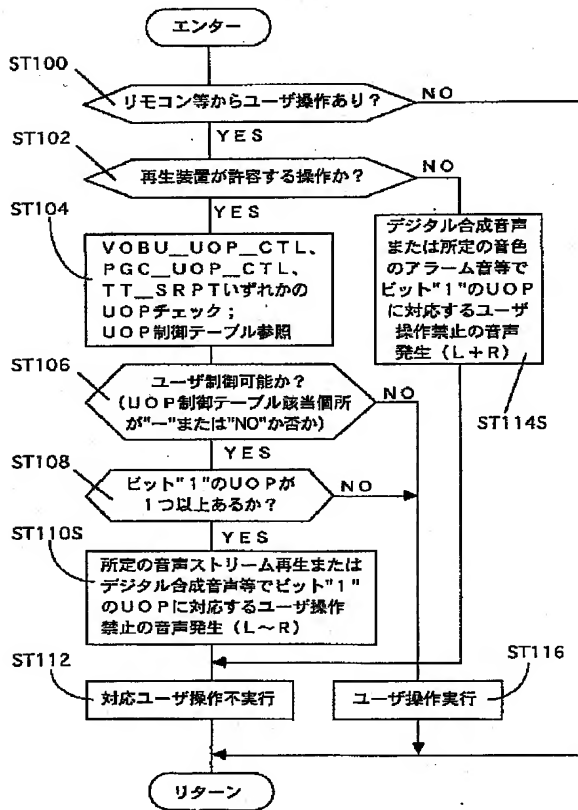 エンター
ST100
リモコン等からユーザ操作あり?
NO
YES
ST102
再生装置が許容する操作か?
NO
YES
ST104
VOBU_UOP_CTL、
PGC_UOP_CTL、
TT_SRPTいずれかの
UOPチェック;
UOP制御テーブル参照
デジタル合成音声
または所定の音色
のアラーム音等で
ビット"1"のUOP
に対応するユーザ
操作禁止の音声
発生(L+R)
ST114S
ST106
ユーザ制御可能か?
(UOP制御テーブル該当個所
が"ー"または"NO"か否か)
NO
YES
ST108
ビット"1"のUOPが
1つ以上あるか?
NO
YES
ST110S
所定の音声ストリーム再生または
デジタル合成音声等でビット"1"
のUOPに対応するユーザ操作
禁止の音声発生(L~R)
ST112
対応ユーザ操作不実行
ST116
ユーザ操作実行
リターン